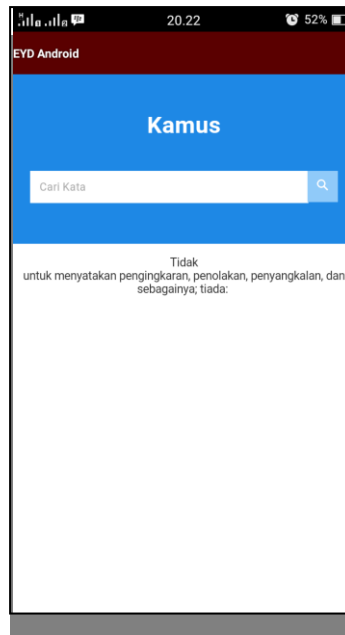 20.22
52%
EYD Android
Kamus
Cari Kata
Tidak
untuk menyatakan pengingkaran, penolakan, penyangkalan, dan
sebagainya; tiada: